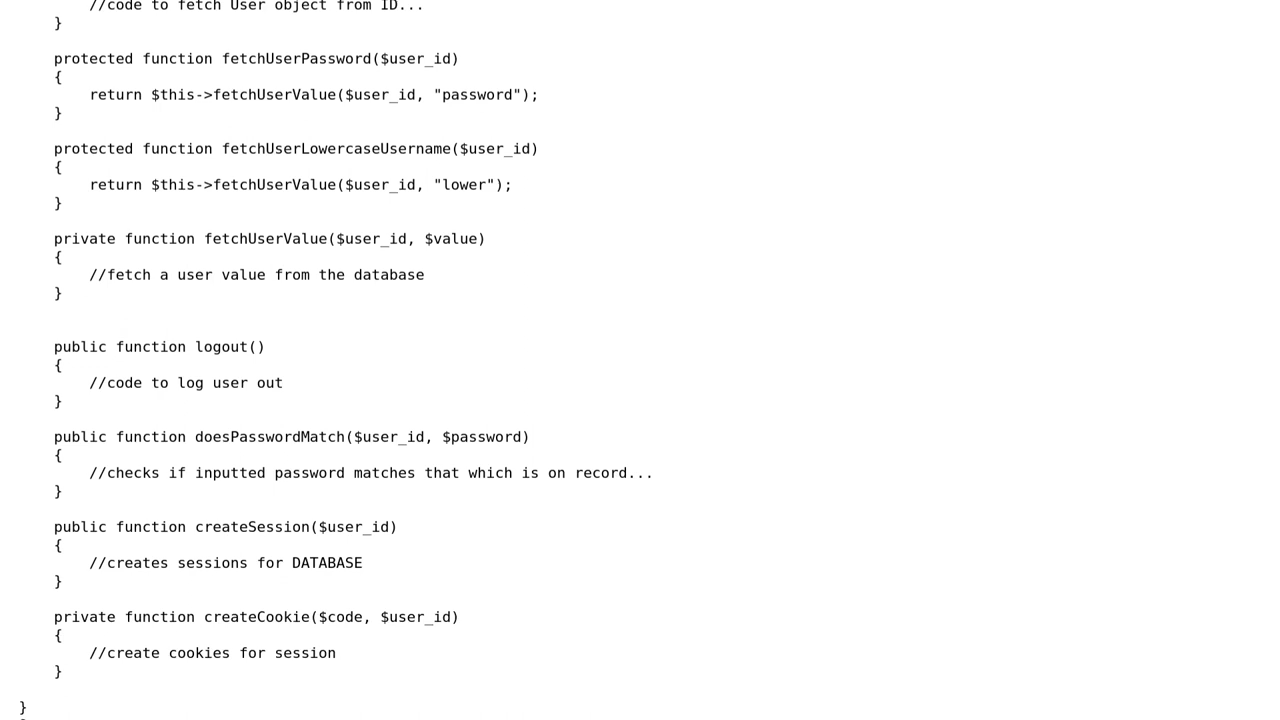 //code to fetch User object from ID...
}
protected function fetchUserPassword($user_id)
{
return $this->fetchUserValue($user_id, "password");
}
protected function fetchUserLowercaseUsername($user_id)
{
return $this->fetchUserValue($user_id, "lower");
}
private function fetchUserValue($user_id, $value)
{
//fetch a user value from the database
}
public function logout()
{
//code to log user out
}
public function doesPasswordMatch($user_id, $password)
{
//checks if inputted password matches that which is on record...
}
public function createSession($user_id)
{
//creates sessions for DATABASE
}
private function createCookie($code, $user_id)
{
//create cookies for session
}
}